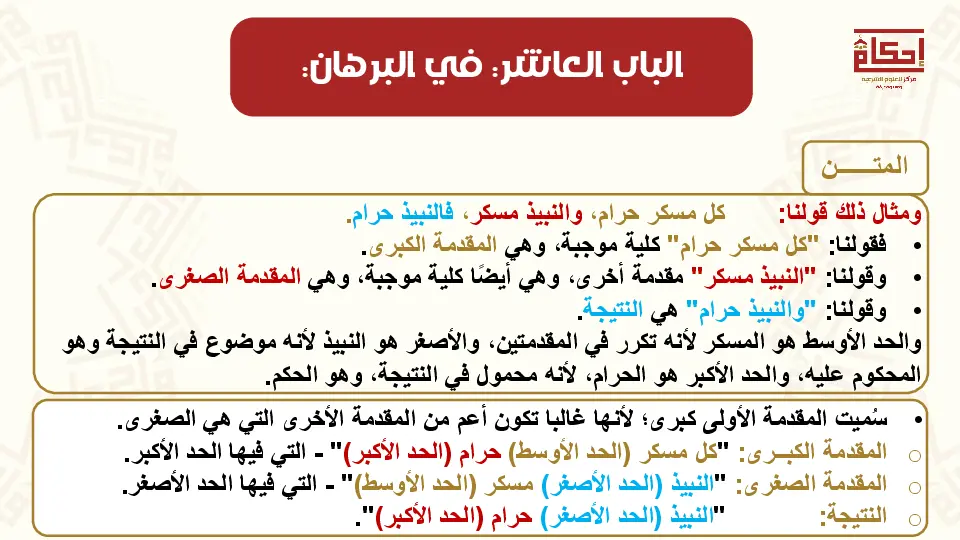 الباب العاشر: في البرهان:
إحكام
مركز للعلوم الشرعية
المتـــــن
ومثال ذلك قولنا: كل مسكر حرام، والنبيذ مسكر، فالنبيذ حرام.
• فقولنا: "كل مسكر حرام" كلية موجبة، وهي المقدمة الكبرى.
• وقولنا: "النبيذ مسكر" مقدمة أخرى، وهي أيضًا كلية موجبة، وهي المقدمة الصغرى.
• وقولنا: "والنبيذ حرام" هي النتيجة.
والحد الأوسط هو المسكر لأنه تكرر في المقدمتين، والأصغر هو النبيذ لأنه موضوع في النتيجة وهو
المحكوم عليه، والحد الأكبر هو الحرام، لأنه محمول في النتيجة، وهو الحكم.
• سُميت المقدمة الأولى كبرى؛ لأنها غالبا تكون أعم من المقدمة الأخرى التي هي الصغرى.
○ المقدمة الكبــرى: "كل مسكر (الحد الأوسط) حرام (الحد الأكبر)" - التي فيها الحد الأكبر.
○ المقدمة الصغرى: "النبيذ (الحد الأصغر) مسكر (الحد الأوسط)" - التي فيها الحد الأصغر.
○ النتيجة: "النبيذ (الحد الأصغر) حرام (الحد الأكبر)".